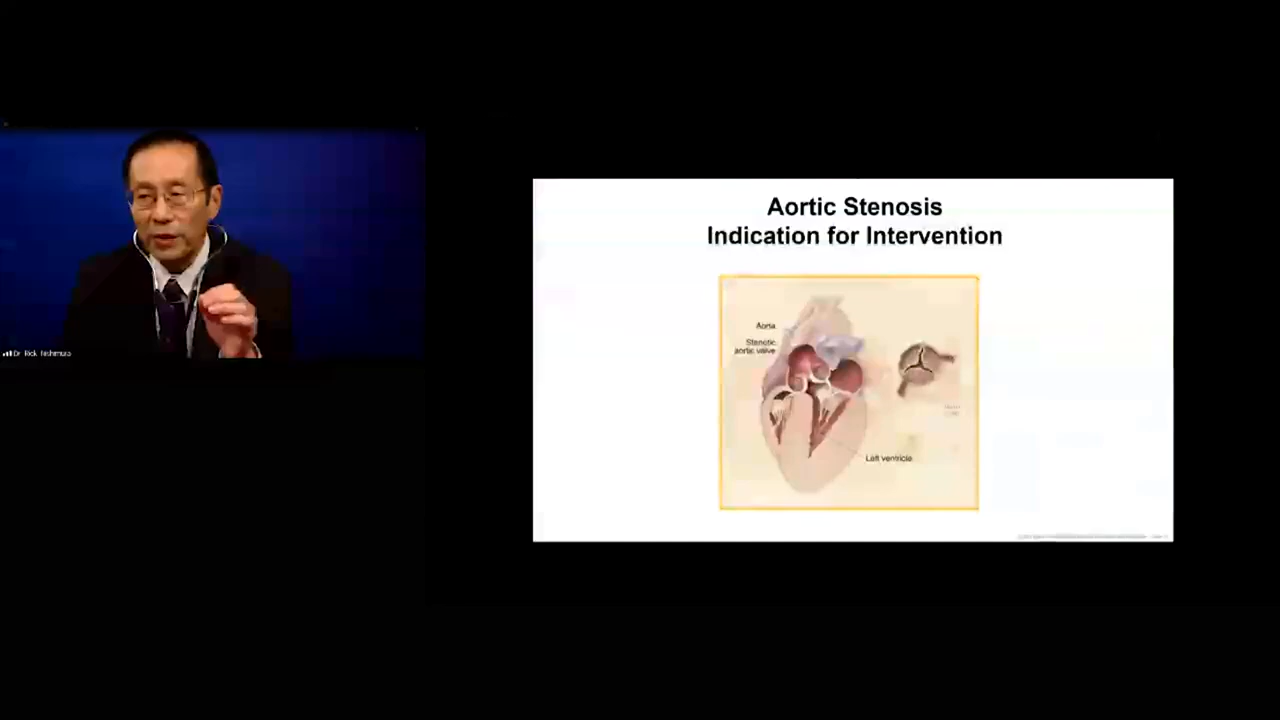 Dr Rick Nishimura
Aortic Stenosis
Indication for Intervention
Aorta
Stenotic
aortic valve
Left ventricle